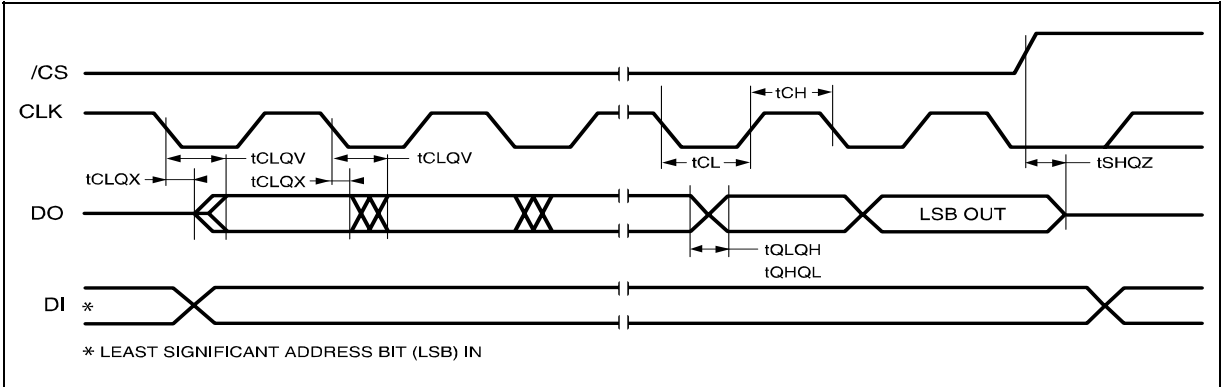 /CS
CLK
tCH
tCLQV
tCLQV
tCL
tSHQZ
tCLQX
tCLQX
DO
LSB OUT
tQLQH
tQHQL
DI *
* LEAST SIGNIFICANT ADDRESS BIT (LSB) IN